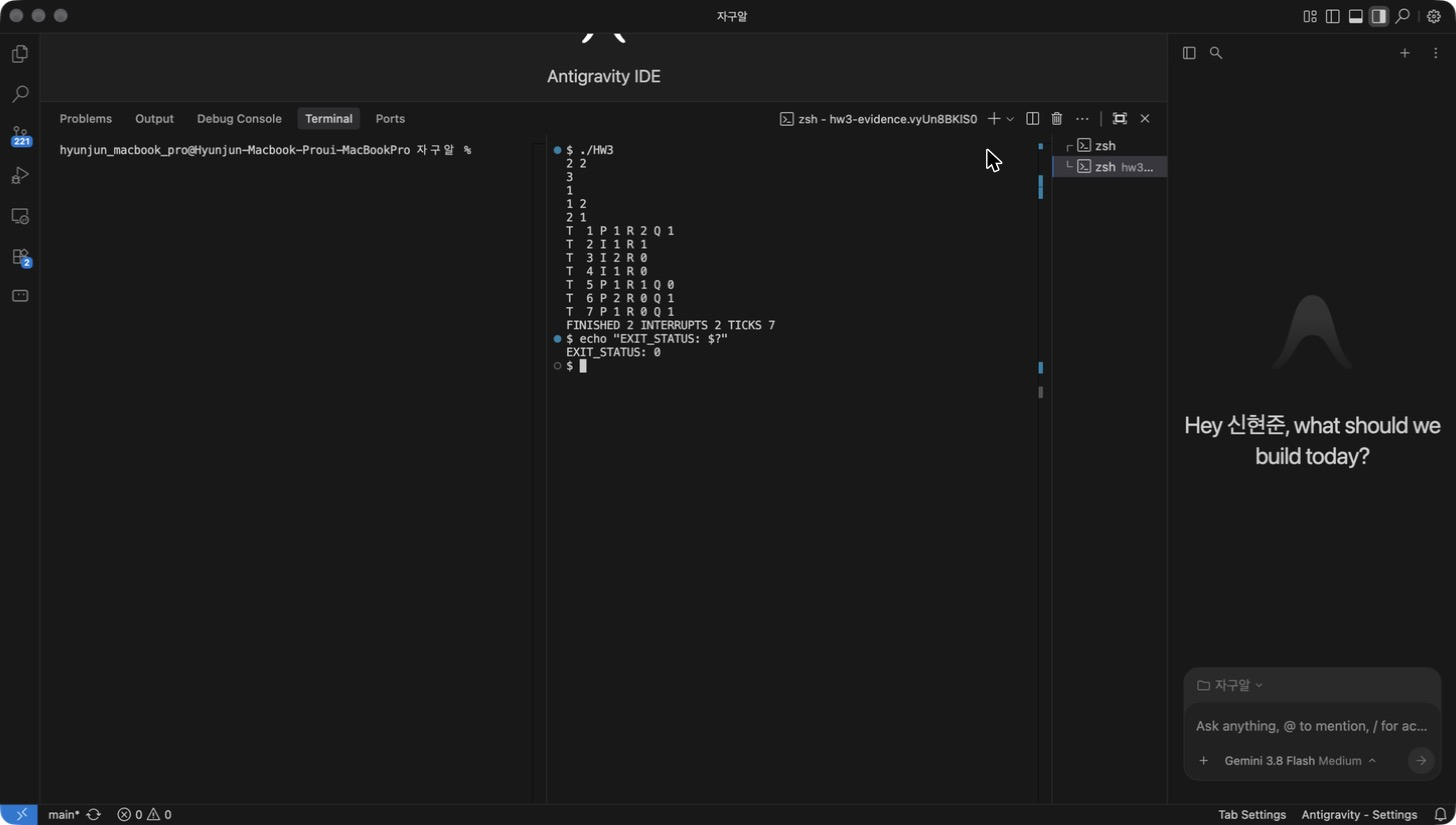 자구알
Antigravity IDE
Problems Output Debug Console Terminal Ports
zsh - hw3-evidence.vyUn8BKlS0
hyunjun_macbook_pro@Hyunjun-Macbook-Proui-MacBookPro 자구알 %
$ ./HW3
2 2
3
1
1 2
2 1
T  1 P 1 R 2 Q 1
T  2 I 1 R 1
T  3 I 2 R 0
T  4 I 1 R 0
T  5 P 1 R 1 Q 0
T  6 P 2 R 0 Q 1
T  7 P 1 R 0 Q 1
FINISHED 2 INTERRUPTS 2 TICKS 7
$ echo "EXIT_STATUS: $?"
EXIT_STATUS: 0
$
zsh
zsh hw3...
221
2
Hey 신현준, what should we
build today?
자구알
Ask anything, @ to mention, / for ac...
Gemini 3.8 Flash Medium
main* 0 0
Tab Settings Antigravity - Settings